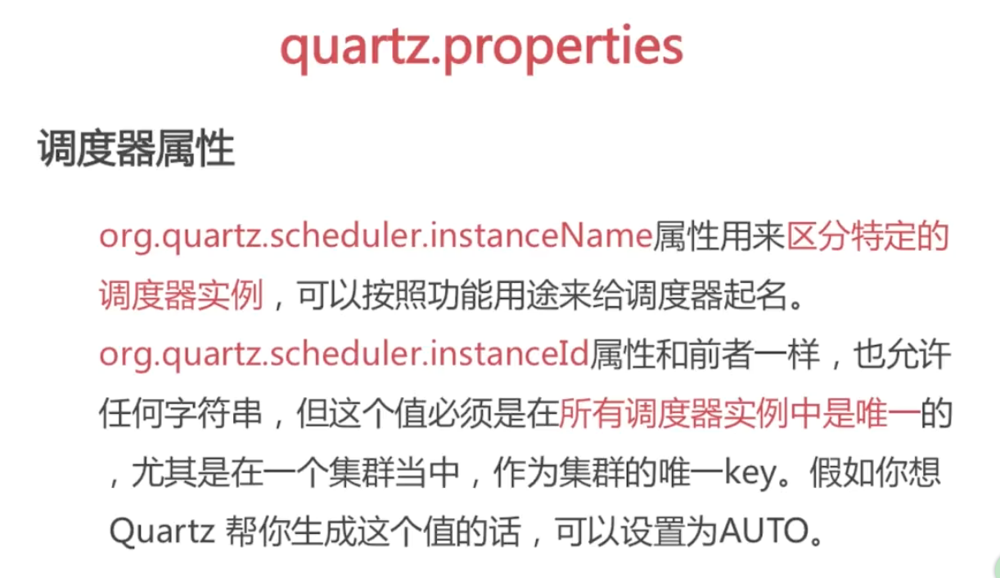 quartz.properties
调度器属性
org.quartz.scheduler.instanceName属性用来区分特定的
调度器实例，可以按照功能用途来给调度器起名。
org.quartz.scheduler.instanceId属性和前者一样，也允许
任何字符串，但这个值必须是在所有调度器实例中是唯一的
，尤其是在一个集群当中，作为集群的唯一key。假如你想
Quartz 帮你生成这个值的话，可以设置为AUTO。